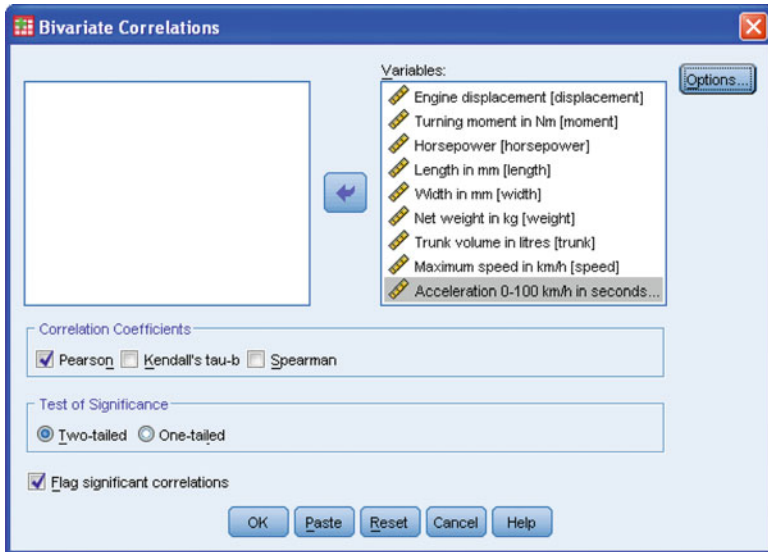 Bivariate Correlations
Variables:
Options...
Engine displacement [displacement]
Turning moment in Nm [moment]
Horsepower [horsepower]
Length in mm [length]
Width in mm [width]
Net weight in kg [weight]
Trunk volume in litres [trunk]
Maximum speed in km/h [speed]
Acceleration 0-100 km/h in seconds...
Correlation Coefficients
Pearson Kendall's tau-b Spearman
Test of Significance
Two-tailed One-tailed
Flag significant correlations
OK Paste Reset Cancel Help